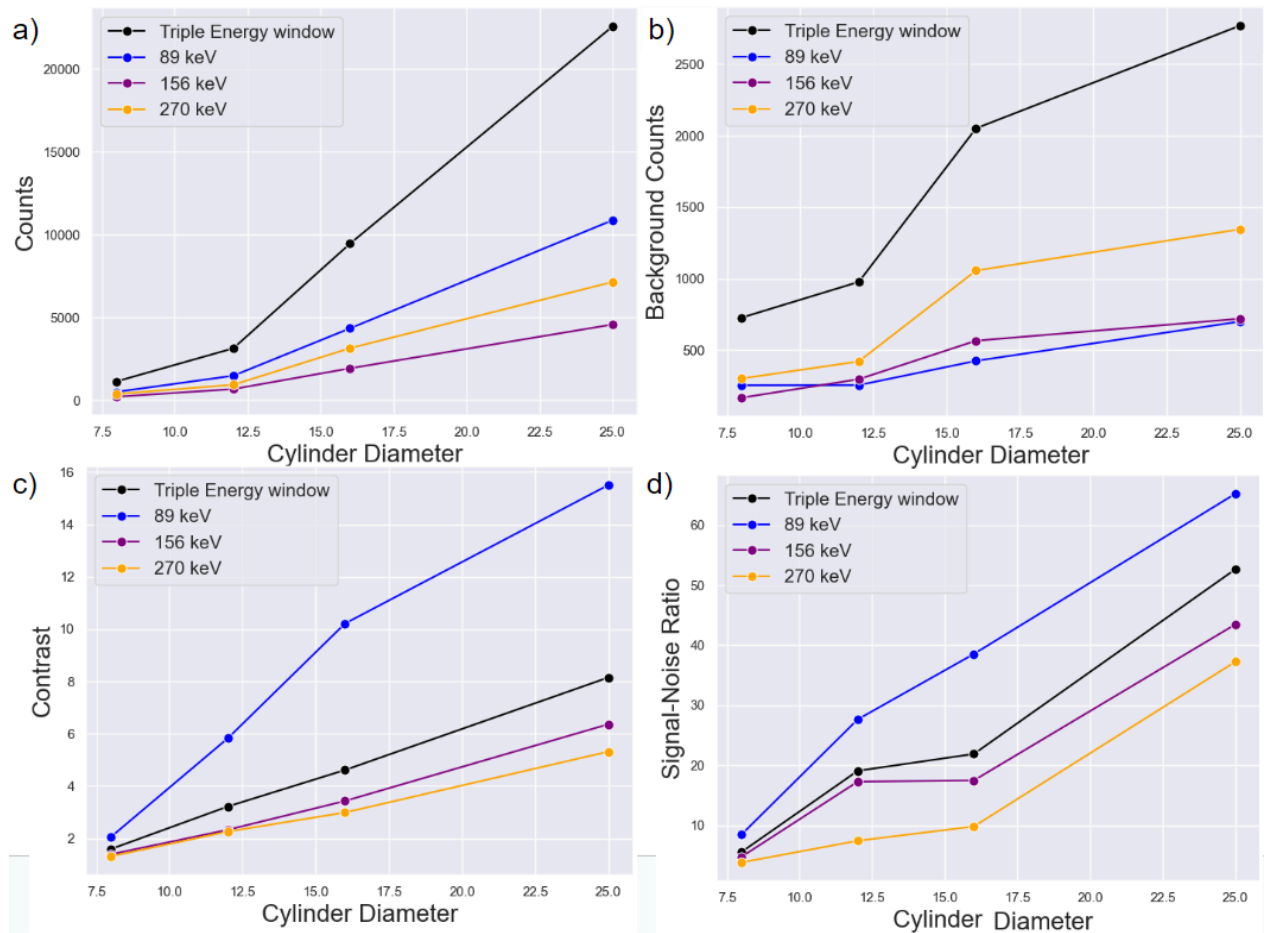 a)
Triple Energy window
89 keV
156 keV
270 keV
20000
15000
10000
5000
0
Counts
7.5 10.0 12.5 15.0 17.5 20.0 22.5 25.0
Cylinder Diameter
b)
Triple Energy window
89 keV
156 keV
270 keV
2500
2000
1500
1000
500
Background Counts
7.5 10.0 12.5 15.0 17.5 20.0 22.5 25.0
Cylinder Diameter
c)
Triple Energy window
89 keV
156 keV
270 keV
16
14
12
10
8
6
4
2
Contrast
7.5 10.0 12.5 15.0 17.5 20.0 22.5 25.0
Cylinder Diameter
d)
Triple Energy window
89 keV
156 keV
270 keV
60
50
40
30
20
10
Signal-Noise Ratio
7.5 10.0 12.5 15.0 17.5 20.0 22.5 25.0
Cylinder Diameter